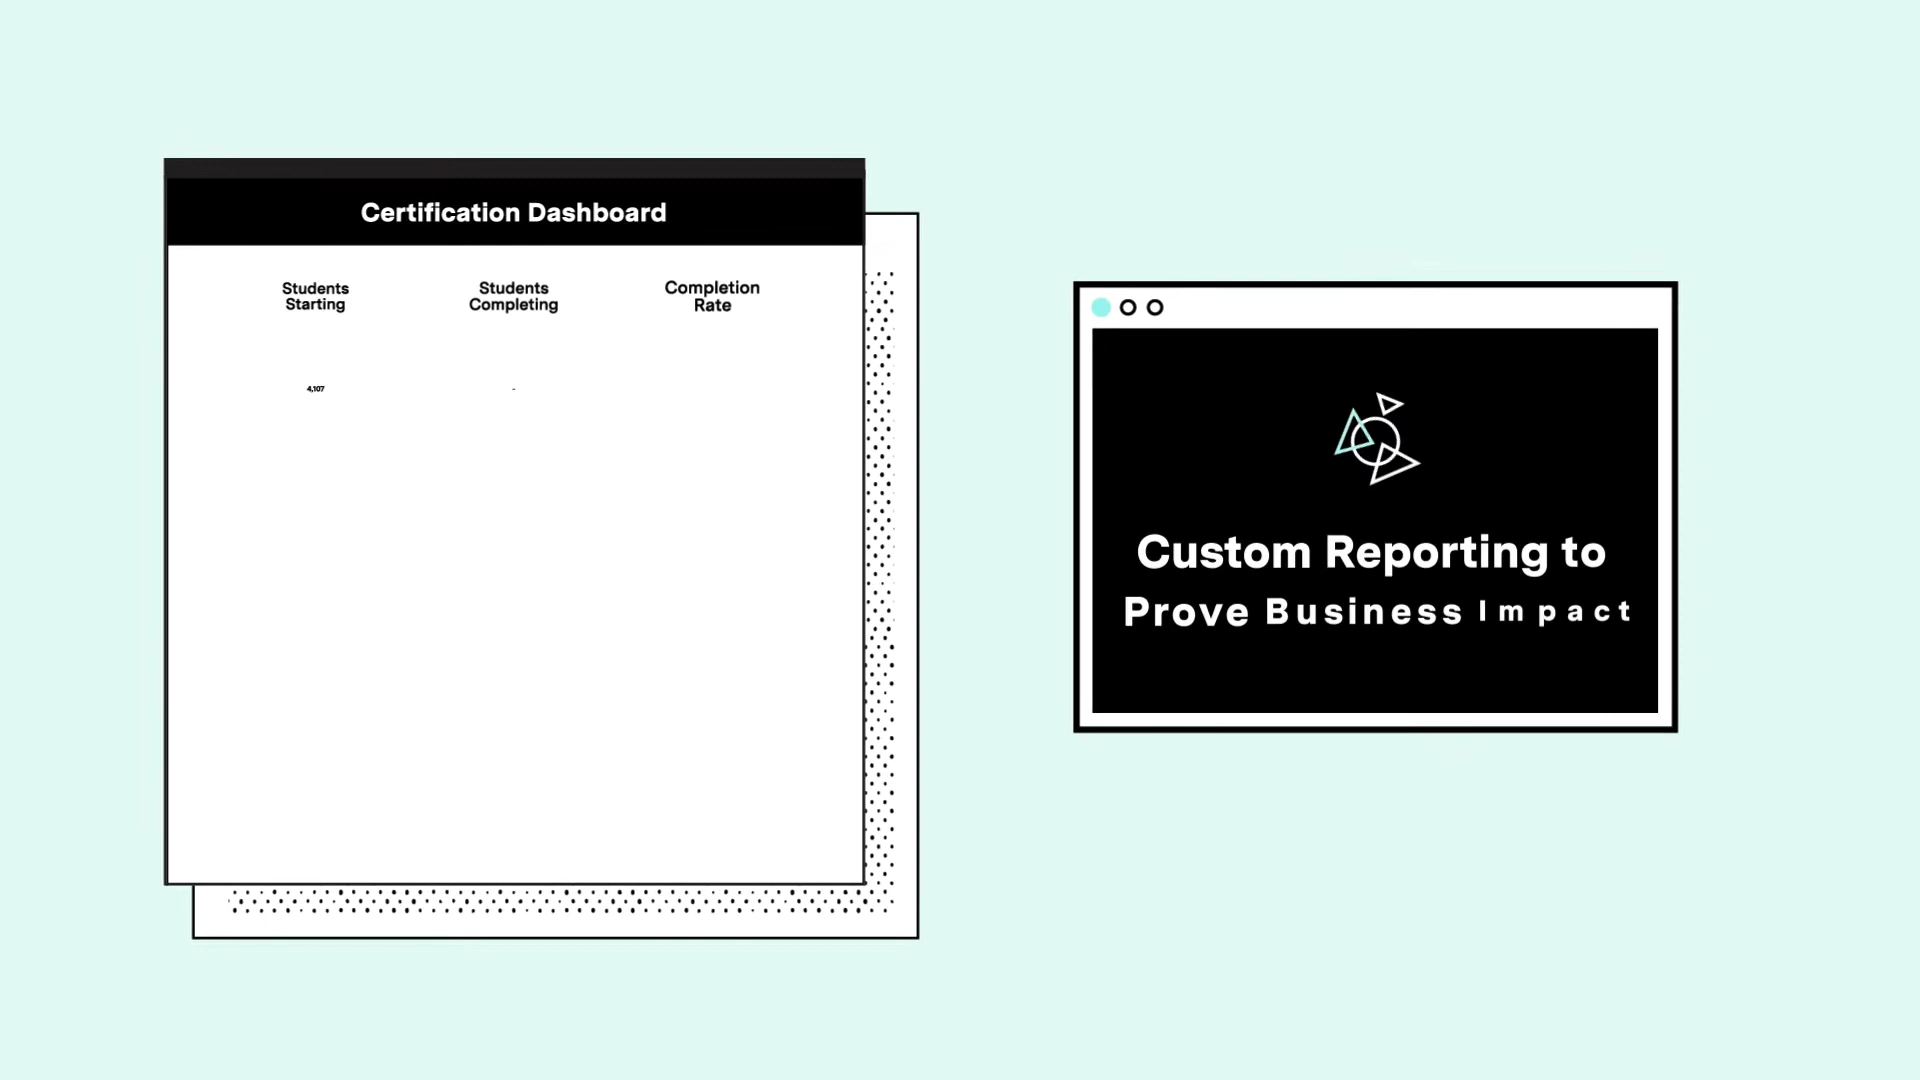 Certification Dashboard
Students
Starting
Students
Completing
Completion
Rate
4,107
Custom Reporting to
Prove Business Impact